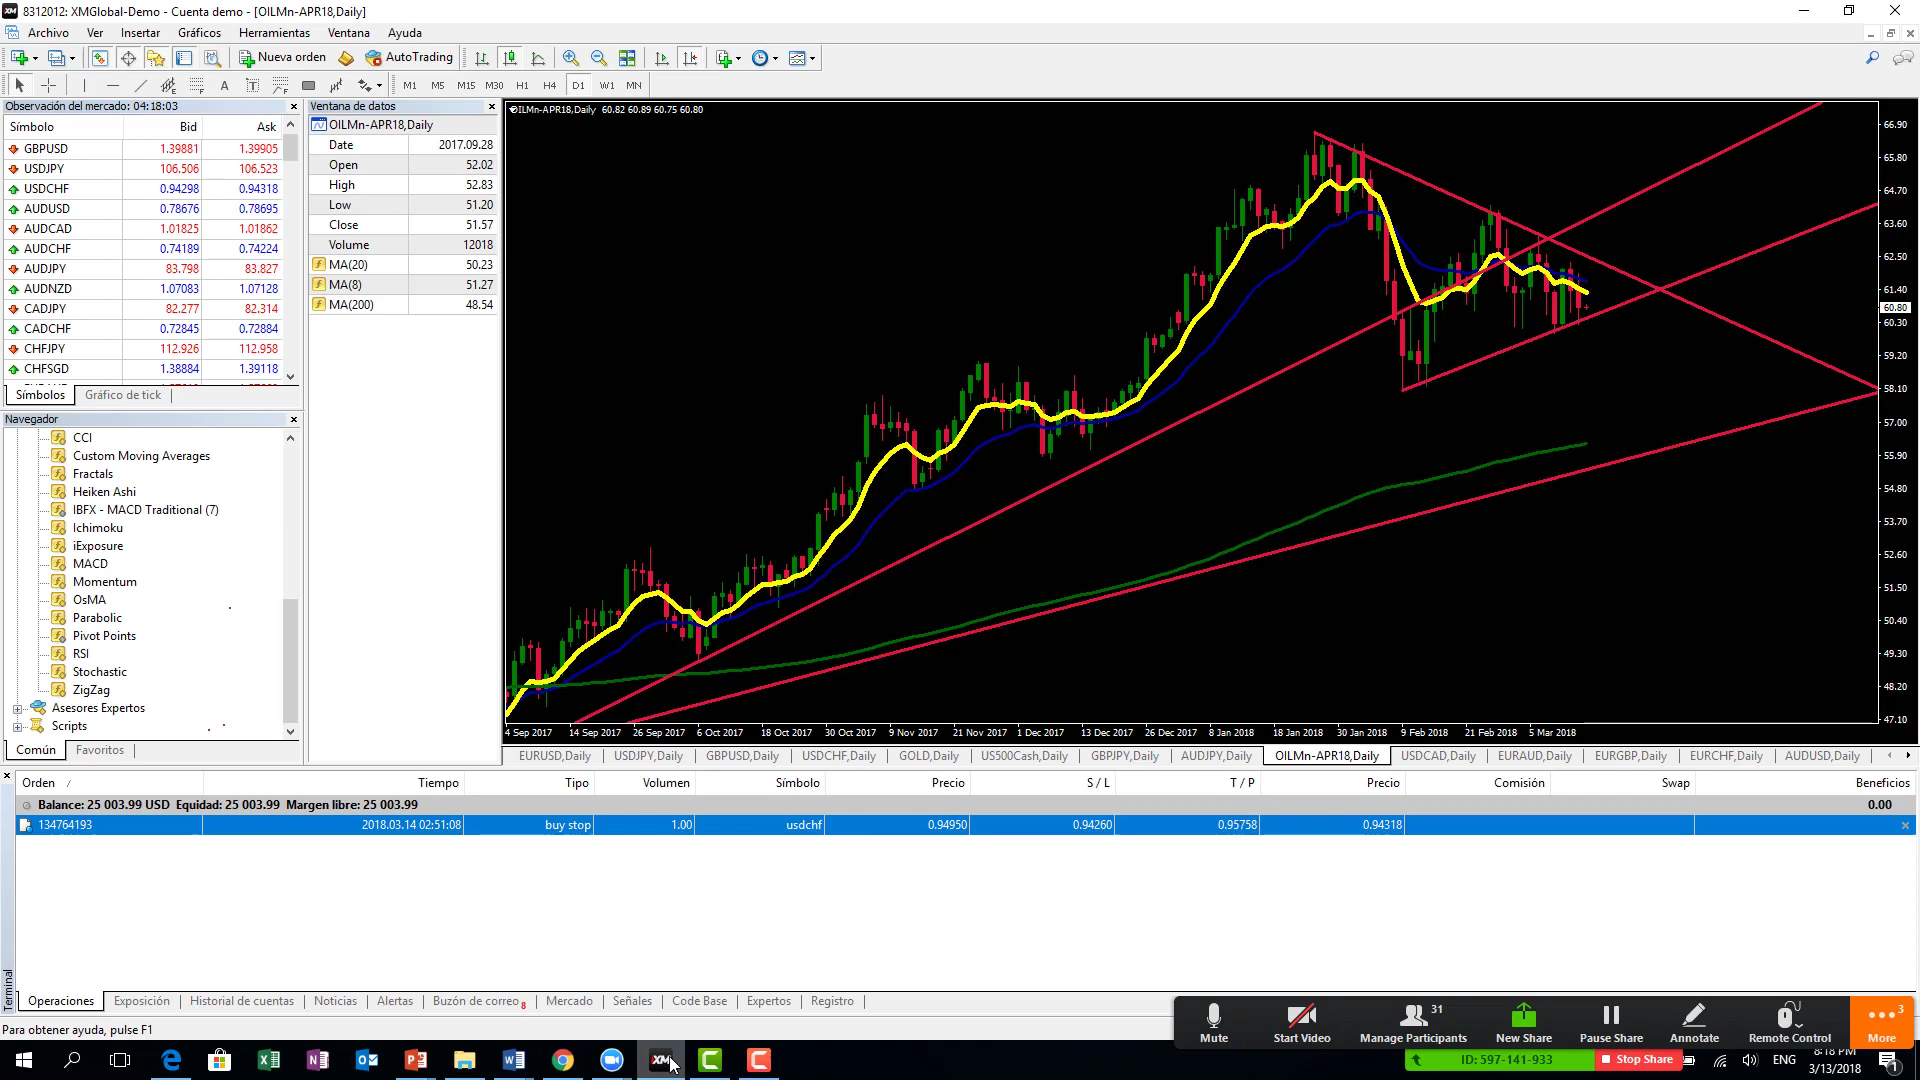 8312012: XMGlobal-Demo - Cuenta demo - [OILMn-APR18,Daily]
Archivo Ver Insertar Gráficos Herramientas Ventana Ayuda
Nueva orden AutoTrading
A T M1 M5 M15 M30 H1 H4 D1 W1 MN
Observación del mercado: 04:18:03
Símbolo Bid Ask
GBPUSD 1.39881 1.39905
USDJPY 106.506 106.523
USDCHF 0.94298 0.94318
AUDUSD 0.78676 0.78695
AUDCAD 1.01825 1.01862
AUDCHF 0.74189 0.74224
AUDJPY 83.798 83.827
AUDNZD 1.07083 1.07128
CADJPY 82.277 82.314
CADCHF 0.72845 0.72884
CHFJPY 112.926 112.958
CHFSGD 1.38884 1.39118
Símbolos Gráfico de tick
Navegador
CCI
Custom Moving Averages
Fractals
Heiken Ashi
IBFX - MACD Traditional (7)
Ichimoku
iExposure
MACD
Momentum
OsMA
Parabolic
Pivot Points
RSI
Stochastic
ZigZag
Asesores Expertos
Scripts
Común Favoritos
Ventana de datos
OILMn-APR18,Daily
Date 2017.09.28
Open 52.02
High 52.83
Low 51.20
Close 51.57
Volume 12018
MA(20) 50.23
MA(8) 51.27
MA(200) 48.54
OILMn-APR18,Daily 60.82 60.89 60.75 60.80
66.90
65.80
64.70
63.60
62.50
61.40
60.80
60.30
59.20
58.10
57.00
55.90
54.80
53.70
52.60
51.50
50.40
49.30
48.20
47.10
4 Sep 2017 14 Sep 2017 26 Sep 2017 6 Oct 2017 18 Oct 2017 30 Oct 2017 9 Nov 2017 21 Nov 2017 1 Dec 2017 13 Dec 2017 26 Dec 2017 8 Jan 2018 18 Jan 2018 30 Jan 2018 9 Feb 2018 21 Feb 2018 5 Mar 2018
EURUSD,Daily USDJPY,Daily GBPUSD,Daily USDCHF,Daily GOLD,Daily US500Cash,Daily GBPJPY,Daily AUDJPY,Daily OILMn-APR18,Daily USDCAD,Daily EURAUD,Daily EURGBP,Daily EURCHF,Daily AUDUSD,Daily
Orden / Tiempo Tipo Volumen Símbolo Precio S / L T / P Precio Comisión Swap Beneficios
Balance: 25 003.99 USD Equidad: 25 003.99 Margen libre: 25 003.99 0.00
134764193 2018.03.14 02:51:08 buy stop 1.00 usdchf 0.94950 0.94260 0.95758 0.94318
Terminal
Operaciones Exposición Historial de cuentas Noticias Alertas Buzón de correo 8 Mercado Señales Code Base Expertos Registro
Para obtener ayuda, pulse F1
31 3
Mute Start Video Manage Participants New Share Pause Share Annotate Remote Control More
ID: 597-141-933 Stop Share
XM ENG 8:18 PM
3/13/2018